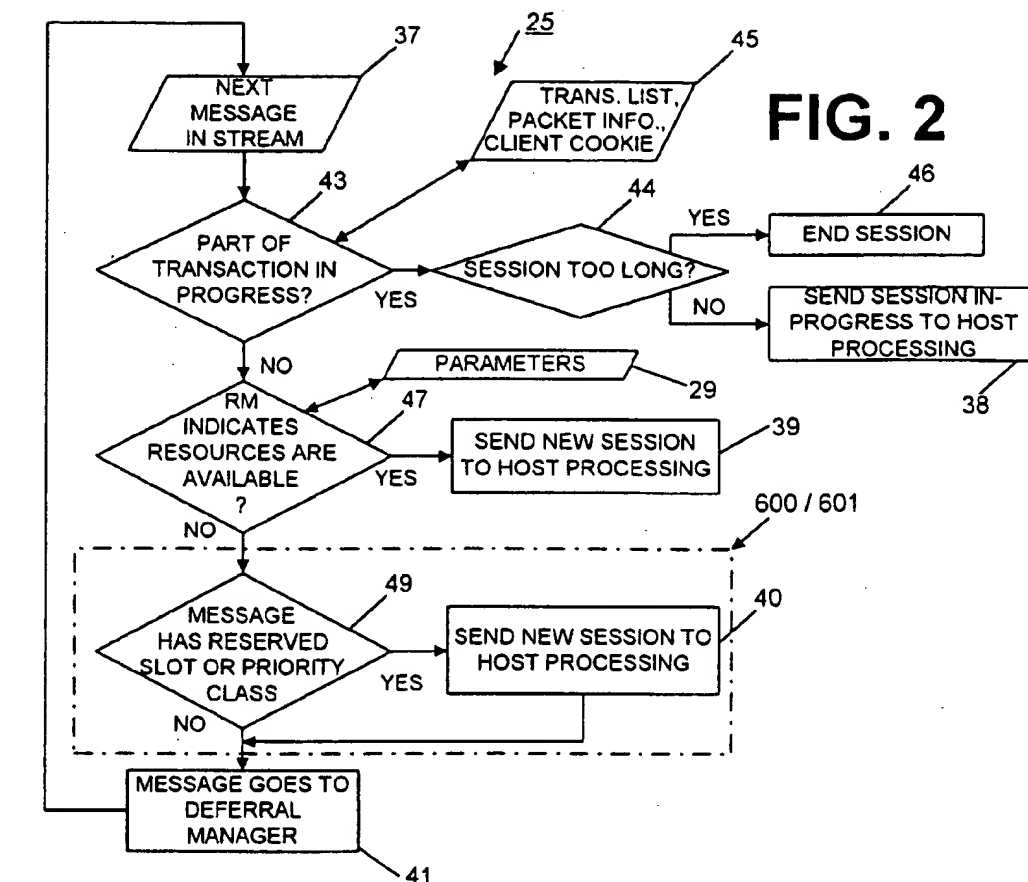 37
25
45
NEXT
MESSAGE
IN STREAM
TRANS. LIST,
PACKET INFO.,
CLIENT COOKIE
FIG. 2
43
44
46
PART OF
TRANSACTION IN
PROGRESS?
YES
SESSION TOO LONG?
YES
END SESSION
NO
SEND SESSION IN-
PROGRESS TO HOST
PROCESSING
38
NO
PARAMETERS
29
RM
INDICATES
RESOURCES ARE
AVAILABLE
?
47
YES
SEND NEW SESSION
TO HOST PROCESSING
39
NO
600 / 601
MESSAGE
HAS RESERVED
SLOT OR PRIORITY
CLASS
49
YES
SEND NEW SESSION TO
HOST PROCESSING
40
NO
MESSAGE GOES TO
DEFERRAL
MANAGER
41